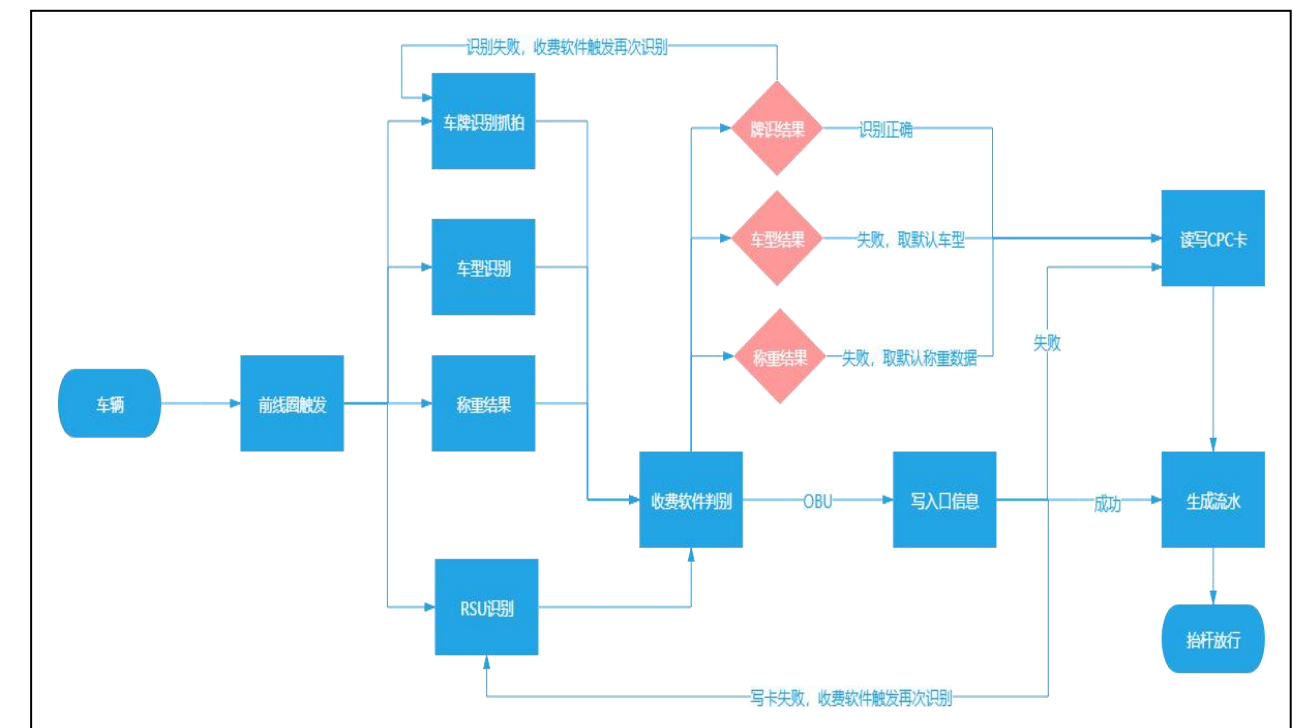 识别失败，收费软件触发再次识别
车牌识别抓拍
牌识结果
识别正确
车型识别
车型结果
失败，取默认车型
读写CPC卡
车辆
前线圈触发
称重结果
称重结果
失败，取默认称重数据
失败
收费软件判别
OBU
写入口信息
成功
生成流水
RSU识别
抬杆放行
写卡失败，收费软件触发再次识别